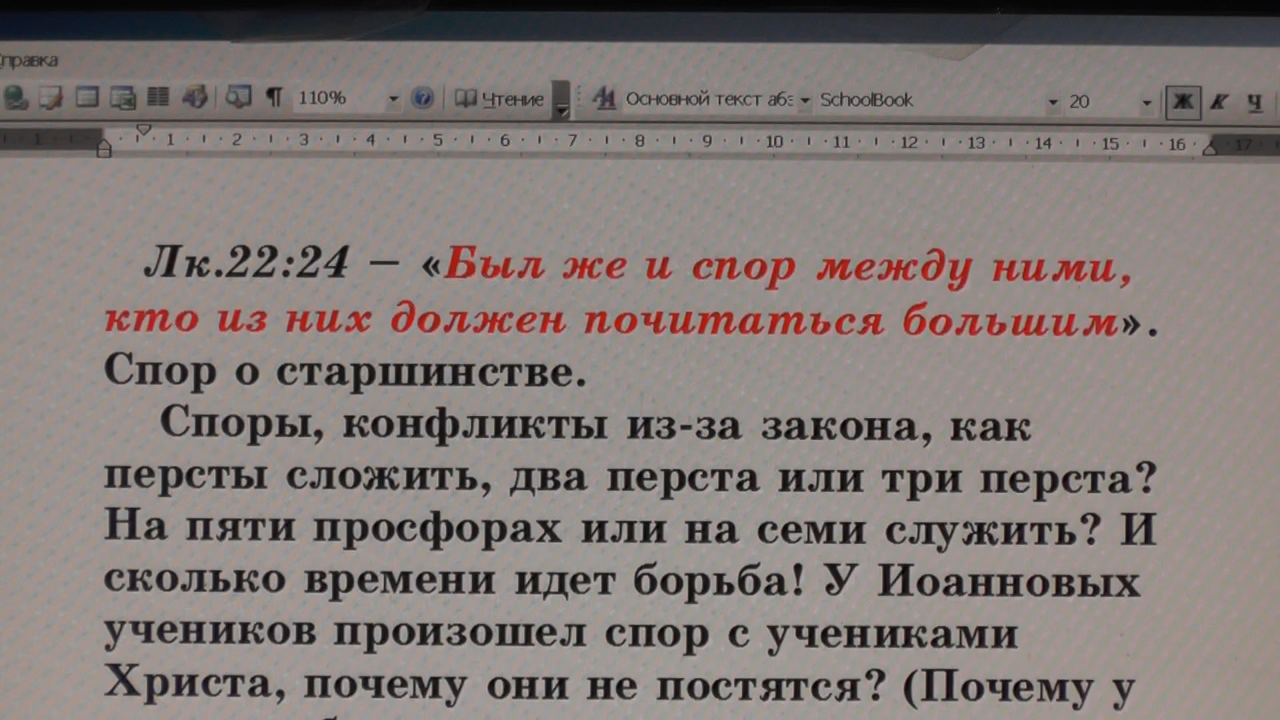 Справка
110% Чтение Основной текст абз SchoolBook 20 Ж К Ч
1 1 2 3 4 5 6 7 8 9 10 11 12 13 14 15 16 17
Лк.22:24 – «Был же и спор между ними,
кто из них должен почитаться большим».
Спор о старшинстве.
Споры, конфликты из-за закона, как
персты сложить, два перста или три перста?
На пяти просфорах или на семи служить? И
сколько времени идет борьба! У Иоанновых
учеников произошел спор с учениками
Христа, почему они не постятся? (Почему у